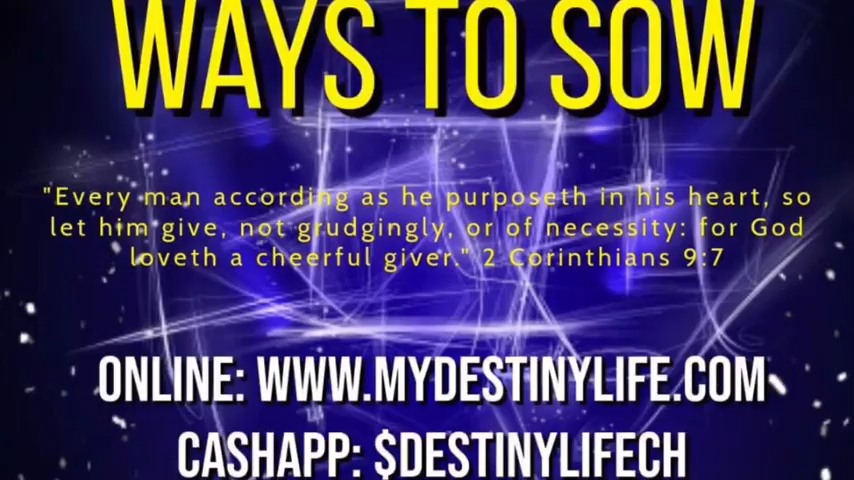 WAYS TO SOW
"Every man according as he purposeth in his heart, so
let him give, not grudgingly, or of necessity: for God
loveth a cheerful giver." 2 Corinthians 9:7
ONLINE: WWW.MYDESTINYLIFE.COM
CASHAPP: $DESTINYLIFECH